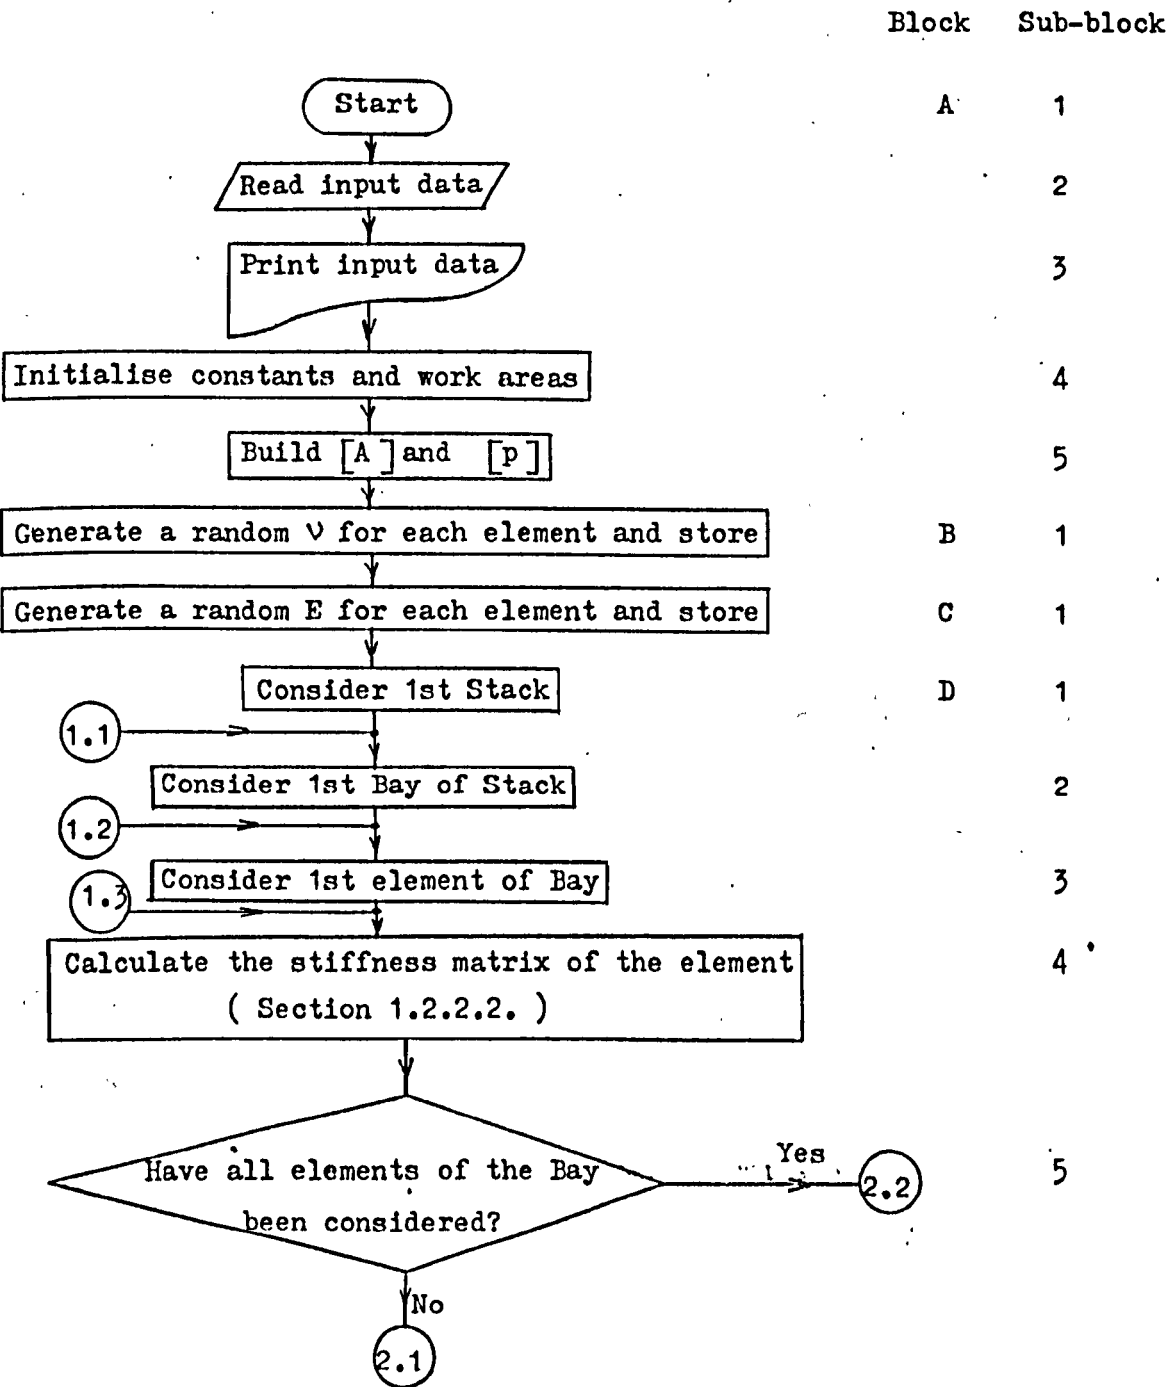 Block Sub-block
Start A 1
Read input data 2
Print input data 3
Initialise constants and work areas 4
Build [A] and [p] 5
Generate a random ν for each element and store B 1
Generate a random E for each element and store C 1
Consider 1st Stack D 1
1.1
Consider 1st Bay of Stack 2
1.2
Consider 1st element of Bay 3
1.3
Calculate the stiffness matrix of the element 4
( Section 1.2.2.2. )
Yes
Have all elements of the Bay 2.2 5
been considered?
No
2.1